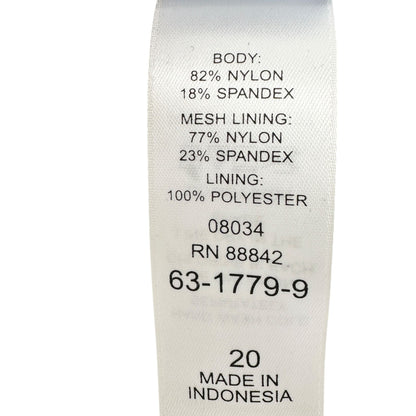 BODY:
82% NYLON
18% SPANDEX
MESH LINING:
77% NYLON
23% SPANDEX
LINING:
100% POLYESTER
08034
RN 88842
63-1779-9
20
MADE IN
INDONESIA